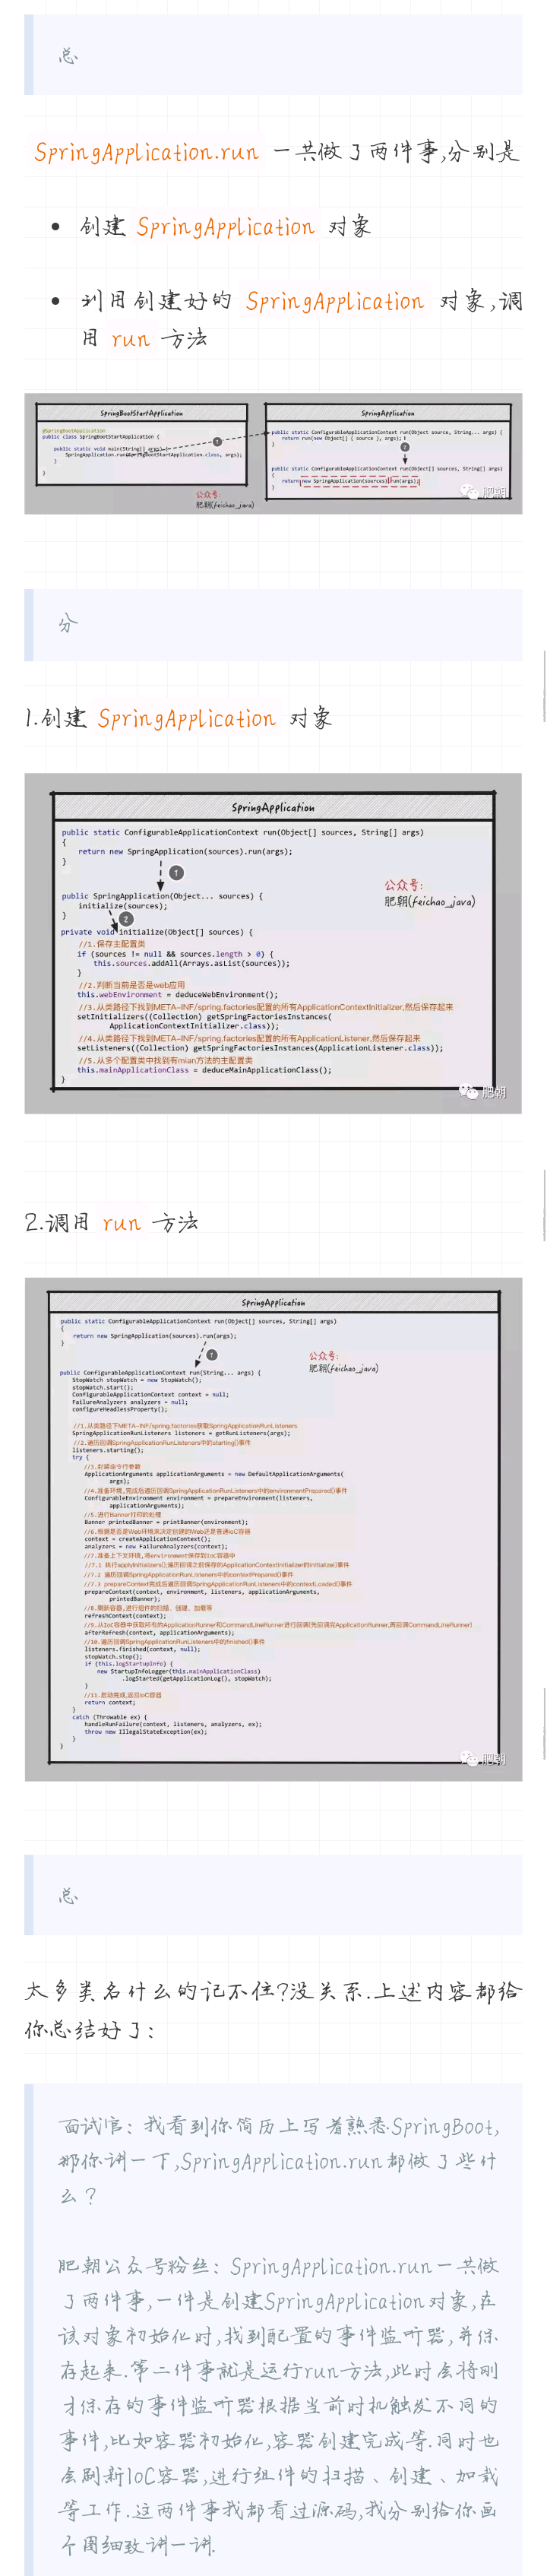 总
SpringApplication.run 一共做了两件事,分别是
• 创建 SpringApplication 对象
• 利用创建好的 SpringApplication 对象,调
用 run 方法
SpringBootStartApplication
@SpringBootApplication
public class SpringBootStartApplication {
public static void main(String[] args) {
SpringApplication.run(SpringBootStartApplication.class, args);
}
}
公众号:
肥朝(feichao_java)
SpringApplication
public static ConfigurableApplicationContext run(Object source, String... args) {
return run(new Object[] { source }, args);
}
1
2
public static ConfigurableApplicationContext run(Object[] sources, String[] args)
{
return new SpringApplication(sources).run(args);
}
肥朝
分
1.创建 SpringApplication 对象
SpringApplication
public static ConfigurableApplicationContext run(Object[] sources, String[] args)
{
return new SpringApplication(sources).run(args);
}
1
公众号:
肥朝(feichao_java)
public SpringApplication(Object... sources) {
initialize(sources);
}
2
private void initialize(Object[] sources) {
//1.保存主配置类
if (sources != null && sources.length > 0) {
this.sources.addAll(Arrays.asList(sources));
}
//2.判断当前是否是web应用
this.webEnvironment = deduceWebEnvironment();
//3.从类路径下找到META-INF/spring.factories配置的所有ApplicationContextInitializer,然后保存起来
setInitializers((Collection) getSpringFactoriesInstances(
ApplicationContextInitializer.class));
//4.从类路径下找到META-INF/spring.factories配置的所有ApplicationListener,然后保存起来
setListeners((Collection) getSpringFactoriesInstances(ApplicationListener.class));
//5.从多个配置类中找到有mian方法的主配置类
this.mainApplicationClass = deduceMainApplicationClass();
}
肥朝
2.调用 run 方法
SpringApplication
public static ConfigurableApplicationContext run(Object[] sources, String[] args)
{
return new SpringApplication(sources).run(args);
}
1
公众号:
肥朝(feichao_java)
public ConfigurableApplicationContext run(String... args) {
StopWatch stopWatch = new StopWatch();
stopWatch.start();
ConfigurableApplicationContext context = null;
FailureAnalyzers analyzers = null;
configureHeadlessProperty();
//1.从类路径下META-INF/spring.factories获取SpringApplicationRunListeners
SpringApplicationRunListeners listeners = getRunListeners(args);
//2.遍历回调SpringApplicationRunListeners中的starting()事件
listeners.starting();
try {
//3.封装命令行参数
ApplicationArguments applicationArguments = new DefaultApplicationArguments(
args);
//4.准备环境,完成后遍历回调SpringApplicationRunListeners中的environmentPrepared()事件
ConfigurableEnvironment environment = prepareEnvironment(listeners,
applicationArguments);
//5.进行Banner打印的处理
Banner printedBanner = printBanner(environment);
//6.根据是否是Web环境来决定创建的Web还是普通IoC容器
context = createApplicationContext();
analyzers = new FailureAnalyzers(context);
//7.准备上下文环境,将environment保存到IoC容器中
//7.1 执行applyInitializers();遍历回调之前保存的ApplicationContextInitializer的initialize()事件
//7.2 遍历回调SpringApplicationRunListeners中的contextPrepared()事件
//7.3 prepareContext完成后遍历回调SpringApplicationRunListeners中的contextLoaded()事件
prepareContext(context, environment, listeners, applicationArguments,
printedBanner);
//8.刷新容器,进行组件的扫描、创建、加载等
refreshContext(context);
//9.从IoC容器中获取所有的ApplicationRunner和CommandLineRunner进行回调(先回调完ApplicationRunner,再回调CommandLineRunner)
afterRefresh(context, applicationArguments);
//10.遍历回调SpringApplicationRunListeners中的finished()事件
listeners.finished(context, null);
stopWatch.stop();
if (this.logStartupInfo) {
new StartupInfoLogger(this.mainApplicationClass)
.logStarted(getApplicationLog(), stopWatch);
}
//11.启动完成,返回IoC容器
return context;
}
catch (Throwable ex) {
handleRunFailure(context, listeners, analyzers, ex);
throw new IllegalStateException(ex);
}
}
肥朝
总
太多类名什么的记不住?没关系.上述内容都给
你总结好了:
面试官: 我看到你简历上写着熟悉SpringBoot,
那你讲一下,SpringApplication.run都做了些什
么?
肥朝公众号粉丝: SpringApplication.run一共做
了两件事,一件是创建SpringApplication对象,在
该对象初始化时,找到配置的事件监听器,并保
存起来.第二件事就是运行run方法,此时会将刚
才保存的事件监听器根据当前时机触发不同的
事件,比如容器初始化,容器创建完成等.同时也
会刷新IoC容器,进行组件的扫描、创建、加载
等工作.这两件事我都看过源码,我分别给你画
个图细致讲一讲.